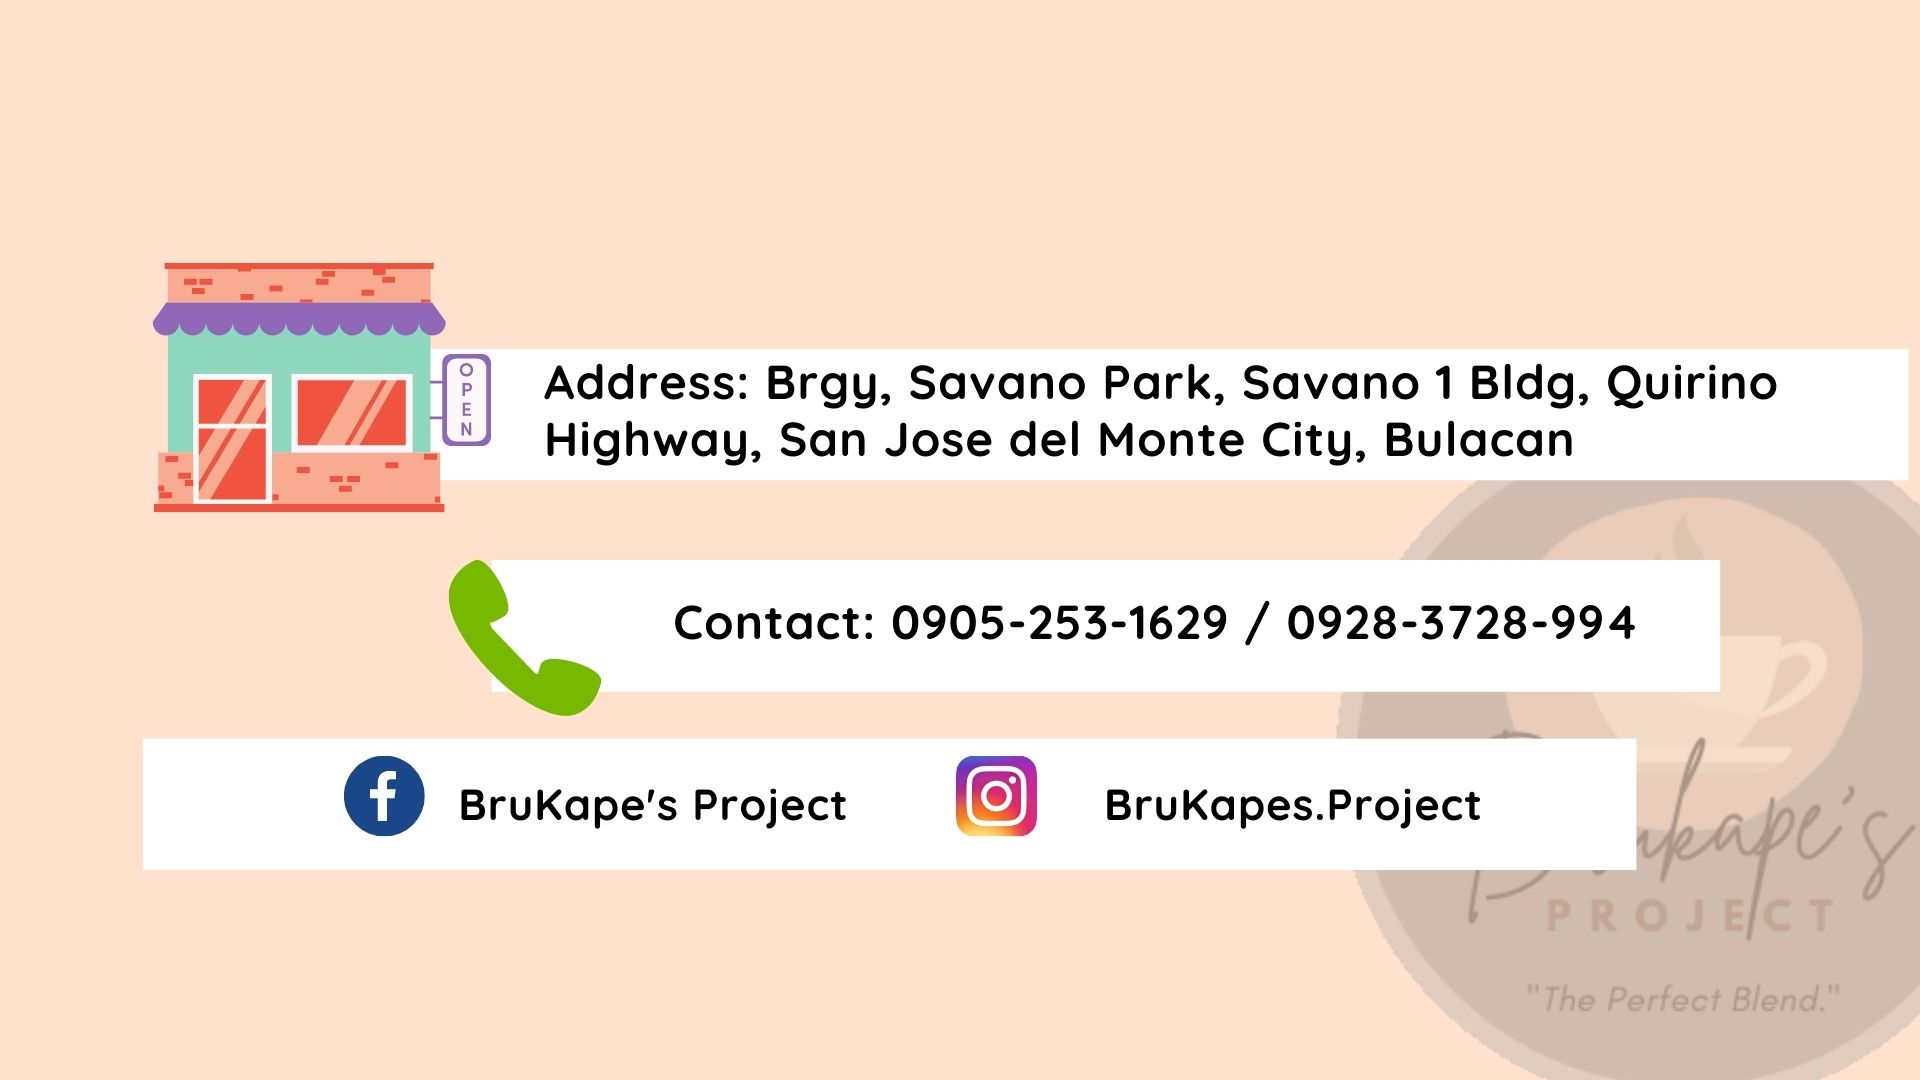 OPEN
Address: Brgy, Savano Park, Savano 1 Bldg, Quirino
Highway, San Jose del Monte City, Bulacan
Contact: 0905-253-1629 / 0928-3728-994
BruKape's Project
BruKapes.Project
Brukape's
PROJECT
"The Perfect Blend."